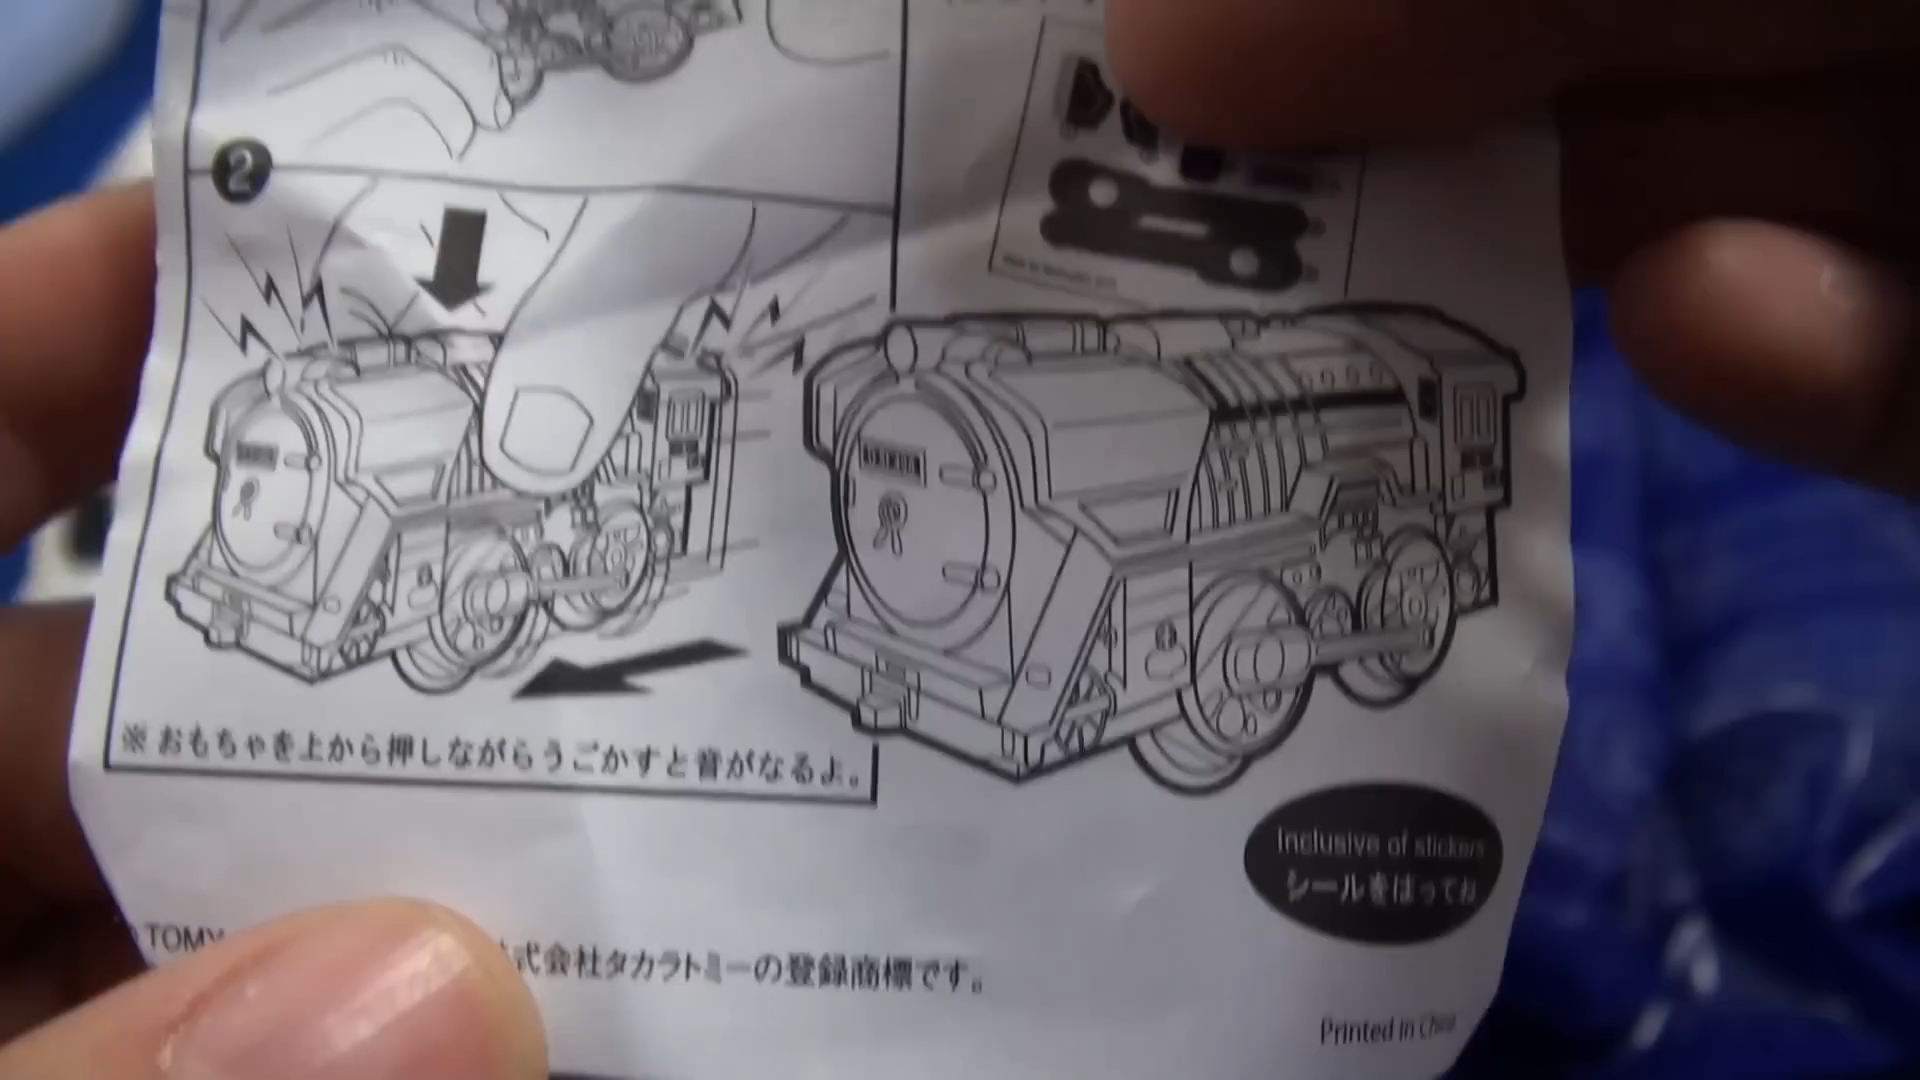 2
※おもちゃを上から押しながらうごかすと音がなるよ。
Inclusive of stickers
シールをはってね
TOMY
式会社タカラトミーの登録商標です。
Printed in China